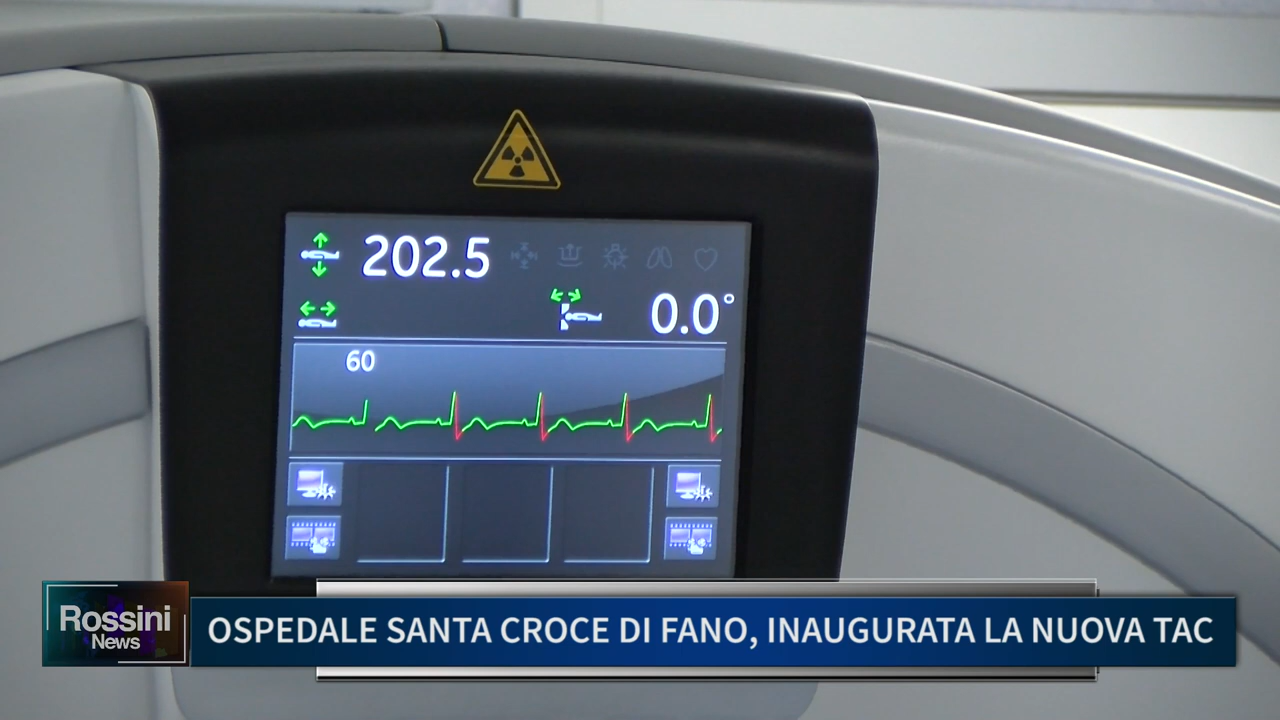 202.5
0.0°
60
Rossini
News
OSPEDALE SANTA CROCE DI FANO, INAUGURATA LA NUOVA TAC